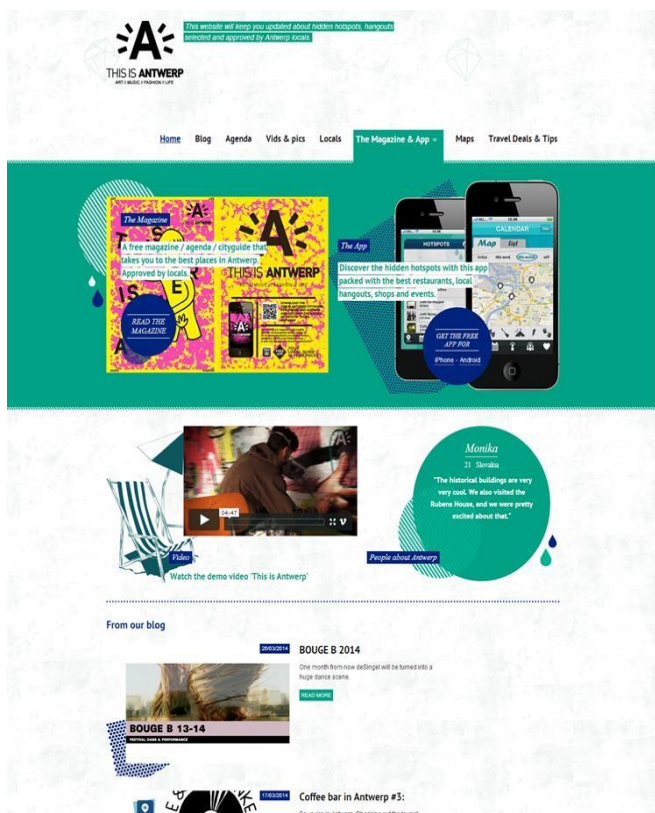 This website will keep you updated about hidden hotspots, hangouts
selected and approved by Antwerp locals.
A
THIS IS ANTWERP
ART // MUSIC // FASHION // LIFE
Home Blog Agenda Vids & pics Locals The Magazine & App Maps Travel Deals & Tips
The Magazine
A free magazine / agenda / cityguide that
takes you to the best places in Antwerp.
Approved by locals.
READ THE
MAGAZINE
A
THIS IS ANTWERP
The App
Discover the hidden hotspots with this app
packed with the best restaurants, local
hangouts, shops and events.
GET THE FREE
APP FOR
iPhone - Android
HOTSPOTS
CALENDAR
Map list
04:47
Video
Watch the demo video 'This is Antwerp'
Monika
21 Slovakia
"The historical buildings are very
very cool. We also visited the
Rubens House, and we were pretty
excited about that."
People about Antwerp
From our blog
26/03/2014
BOUGE B 2014
One month from now deSingel will be turned into a
huge dance scene.
READ MORE
BOUGE B 13-14
FESTIVAL DANS & PERFORMANCE
17/03/2014
Coffee bar in Antwerp #3: